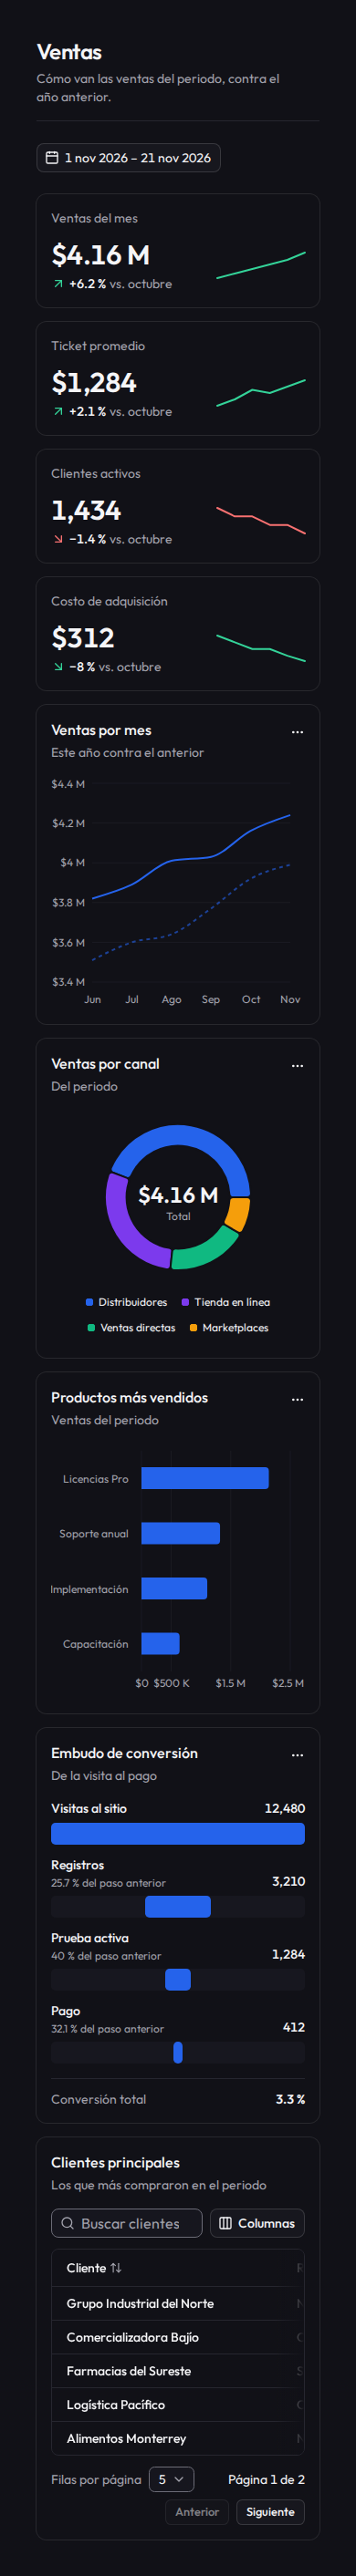 Ventas
Cómo van las ventas del periodo, contra el
año anterior.
1 nov 2026 – 21 nov 2026
Ventas del mes
$4.16 M
+6.2 % vs. octubre
Ticket promedio
$1,284
+2.1 % vs. octubre
Clientes activos
1,434
−1.4 % vs. octubre
Costo de adquisición
$312
−8 % vs. octubre
Ventas por mes
Este año contra el anterior
$4.4 M
$4.2 M
$4 M
$3.8 M
$3.6 M
$3.4 M
Jun Jul Ago Sep Oct Nov
Ventas por canal
Del periodo
$4.16 M
Total
Distribuidores Tienda en línea
Ventas directas Marketplaces
Productos más vendidos
Ventas del periodo
Licencias Pro
Soporte anual
Implementación
Capacitación
$0 $500 K $1.5 M $2.5 M
Embudo de conversión
De la visita al pago
Visitas al sitio 12,480
Registros
25.7 % del paso anterior 3,210
Prueba activa
40 % del paso anterior 1,284
Pago
32.1 % del paso anterior 412
Conversión total 3.3 %
Clientes principales
Los que más compraron en el periodo
Buscar clientes Columnas
Cliente
Grupo Industrial del Norte
Comercializadora Bajío
Farmacias del Sureste
Logística Pacífico
Alimentos Monterrey
Filas por página 5 Página 1 de 2
Anterior Siguiente